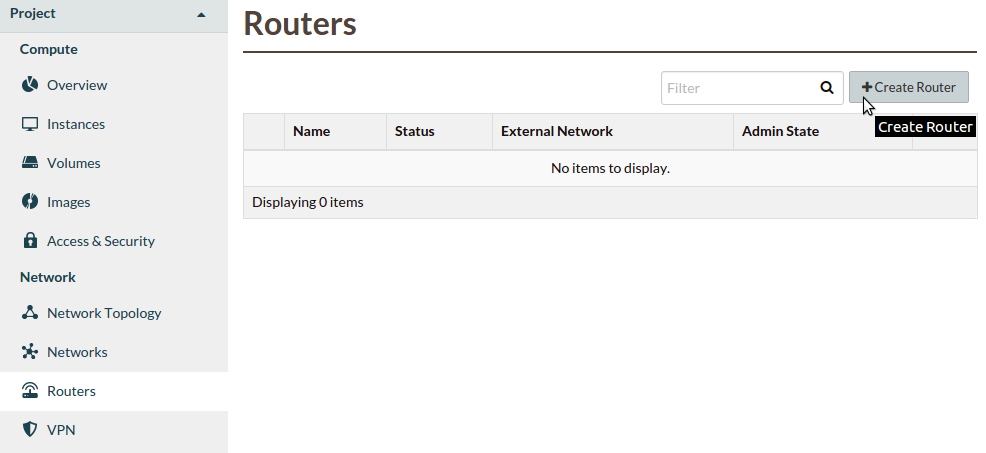 Project
Compute
Overview
Instances
Volumes
Images
Access & Security
Network
Network Topology
Networks
Routers
VPN
Routers
Filter
Create Router
Create Router
Name Status External Network Admin State
No items to display.
Displaying 0 items